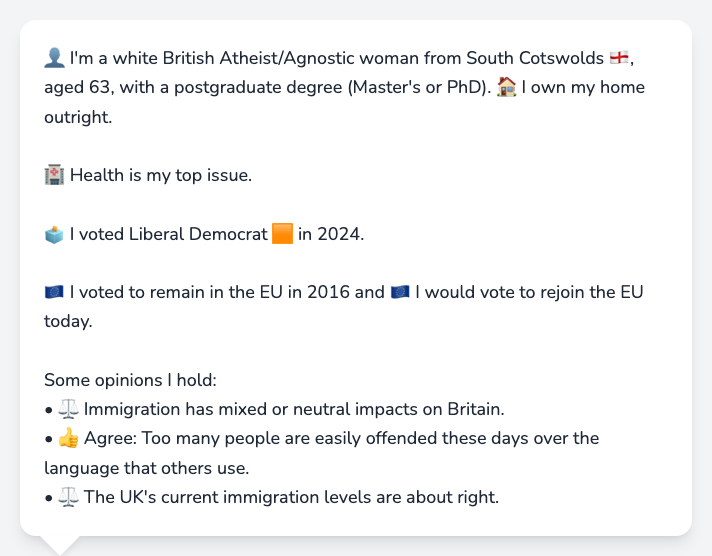 👤 I'm a white British Atheist/Agnostic woman from South Cotswolds 🏴󠁧󠁢󠁥󠁮󠁧󠁿,
aged 63, with a postgraduate degree (Master's or PhD). 🏠 I own my home
outright.
🏥 Health is my top issue.
🗳️ I voted Liberal Democrat 🟧 in 2024.
🇪🇺 I voted to remain in the EU in 2016 and 🇪🇺 I would vote to rejoin the EU
today.
Some opinions I hold:
• ⚖️ Immigration has mixed or neutral impacts on Britain.
• 👍 Agree: Too many people are easily offended these days over the
language that others use.
• ⚖️ The UK's current immigration levels are about right.